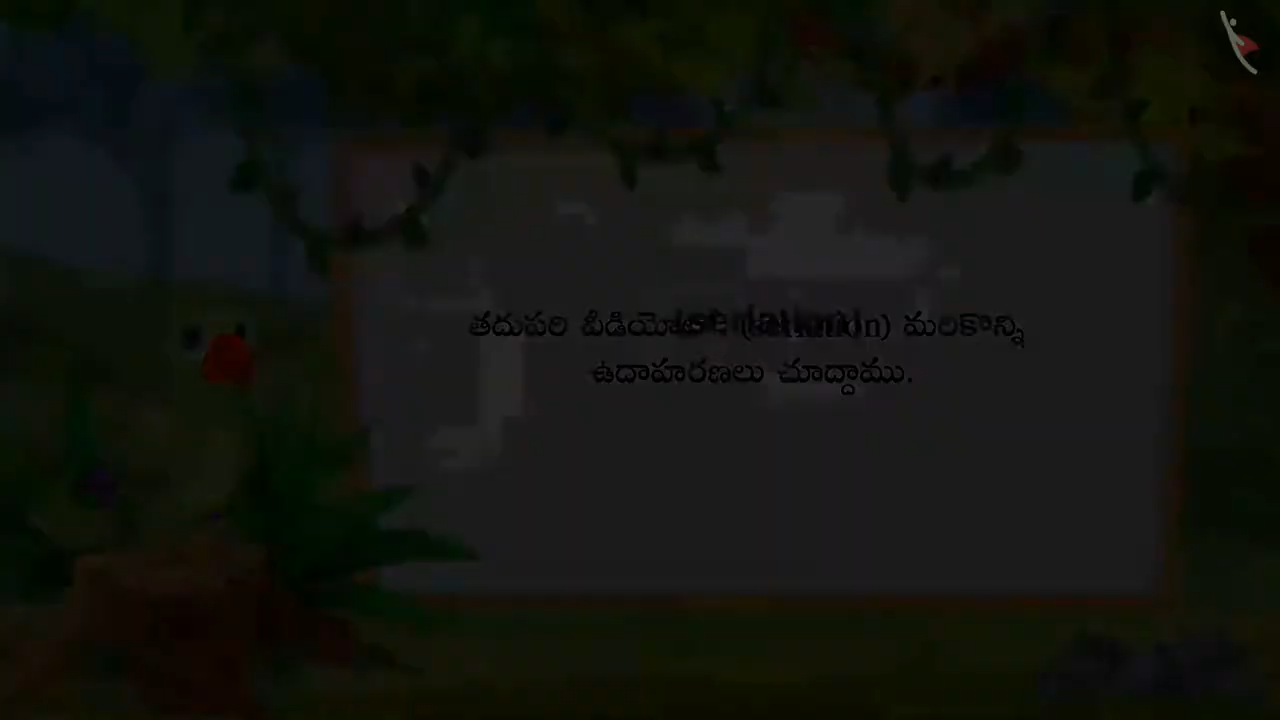 తదుపరి వీడియోలో మరికొన్ని
ఉదాహరణలు చూద్దాము.